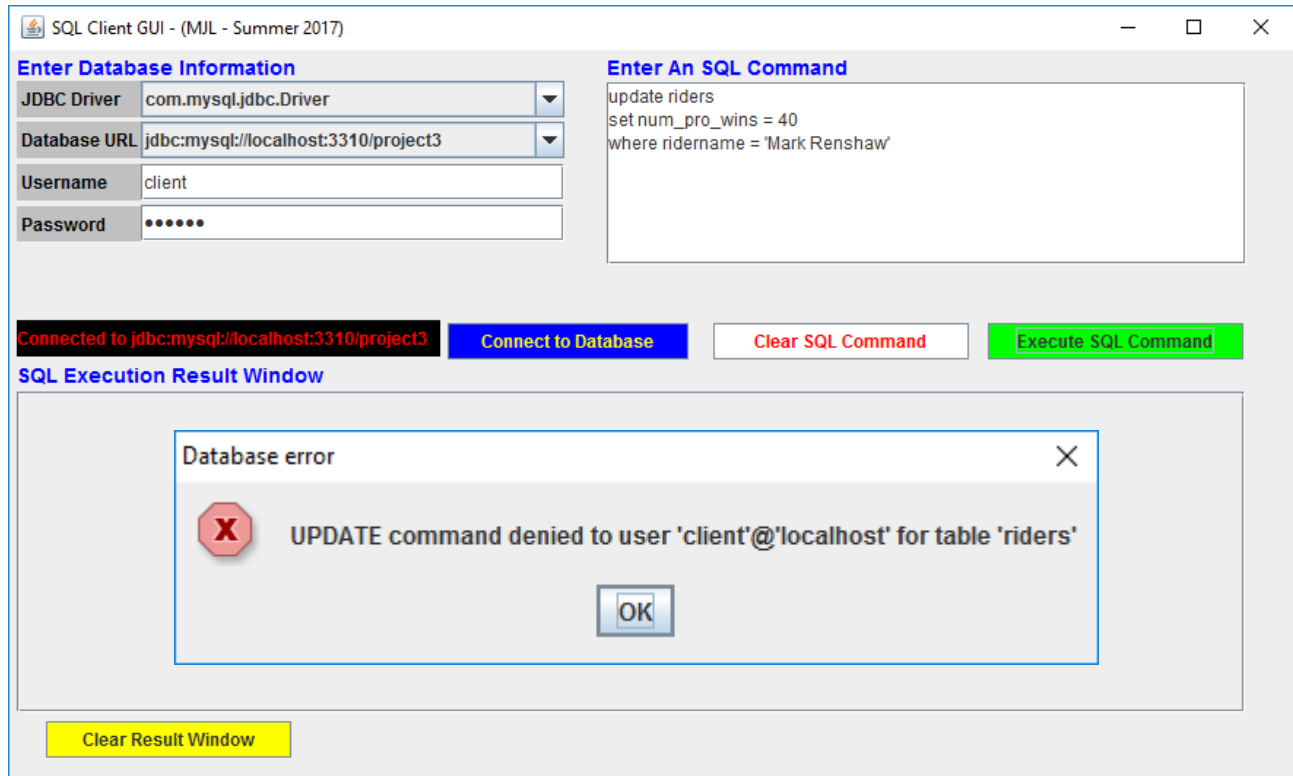 SQL Client GUI - (MJL - Summer 2017)
Enter Database Information
JDBC Driver com.mysql.jdbc.Driver
Database URL jdbc:mysql://localhost:3310/project3
Username client
Password ••••••
Enter An SQL Command
update riders
set num_pro_wins = 40
where ridername = 'Mark Renshaw'
Connected to jdbc:mysql://localhost:3310/project3
Connect to Database
Clear SQL Command
Execute SQL Command
SQL Execution Result Window
Database error
X
UPDATE command denied to user 'client'@'localhost' for table 'riders'
OK
Clear Result Window